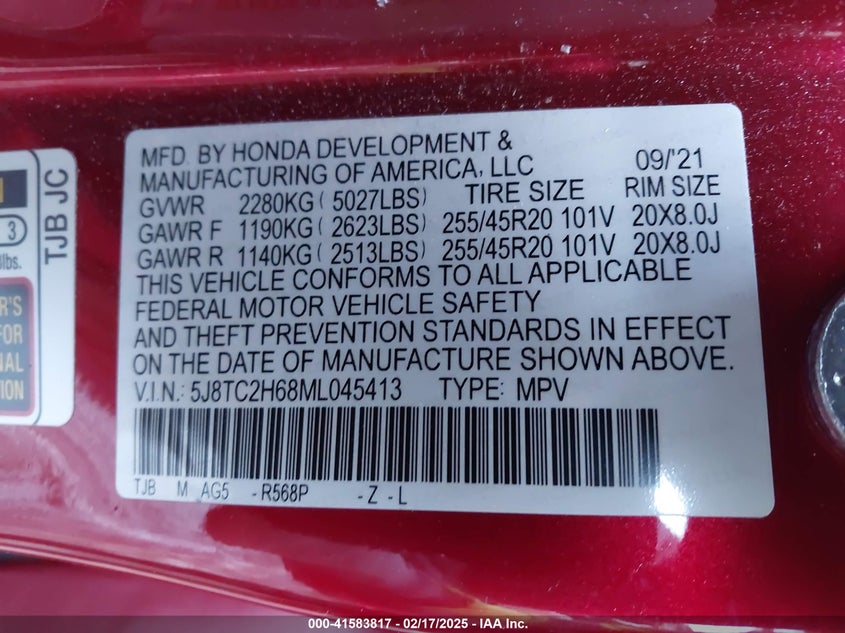 MFD. BY HONDA DEVELOPMENT &
MANUFACTURING OF AMERICA, LLC 09/'21
GVWR 2280KG ( 5027LBS) TIRE SIZE RIM SIZE
GAWR F 1190KG ( 2623LBS) 255/45R20 101V 20X8.0J
GAWR R 1140KG ( 2513LBS) 255/45R20 101V 20X8.0J
THIS VEHICLE CONFORMS TO ALL APPLICABLE
FEDERAL MOTOR VEHICLE SAFETY
AND THEFT PREVENTION STANDARDS IN EFFECT
ON THE DATE OF MANUFACTURE SHOWN ABOVE.
V.I.N.: 5J8TC2H68ML045413 TYPE: MPV
TJB M AG5 -R568P -Z -L
TJB JC
3
lbs.
R'S
FOR
000-41583817 - 02/17/2025 - IAA Inc.